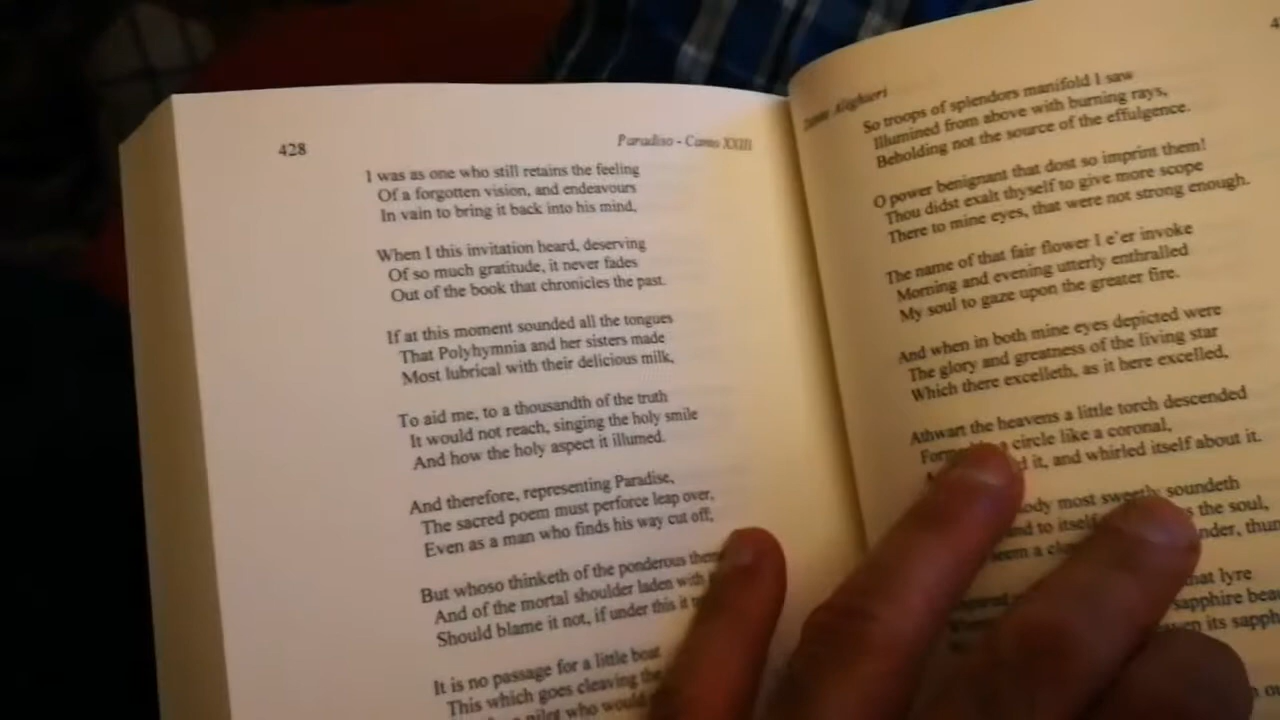 428
Paradiso - Canto XXIII
I was as one who still retains the feeling
Of a forgotten vision, and endeavours
In vain to bring it back into his mind,
When I this invitation heard, deserving
Of so much gratitude, it never fades
Out of the book that chronicles the past.
If at this moment sounded all the tongues
That Polyhymnia and her sisters made
Most lubrical with their delicious milk,
To aid me, to a thousandth of the truth
It would not reach, singing the holy smile
And how the holy aspect it illumed.
And therefore, representing Paradise,
The sacred poem must perforce leap over,
Even as a man who finds his way cut off;
But whoso thinketh of the ponderous
And of the mortal shoulder laden with
Should blame it not, if under this it
It is no passage for a little boat
This which goes cleaving the
pilot who would
4
Alighieri
So troops of splendors manifold I saw
Illumined from above with burning rays,
Beholding not the source of the effulgence.
O power benignant that dost so imprint them!
Thou didst exalt thyself to give more scope
There to mine eyes, that were not strong enough.
The name of that fair flower I e'er invoke
Morning and evening utterly enthralled
My soul to gaze upon the greater fire.
And when in both mine eyes depicted were
The glory and greatness of the living star
Which there excelleth, as it here excelled,
Athwart the heavens a little torch descended
circle like a coronal,
it, and whirled itself about it.
most sweetly soundeth
and to itself the soul,
seem a
that lyre
sapphire
its